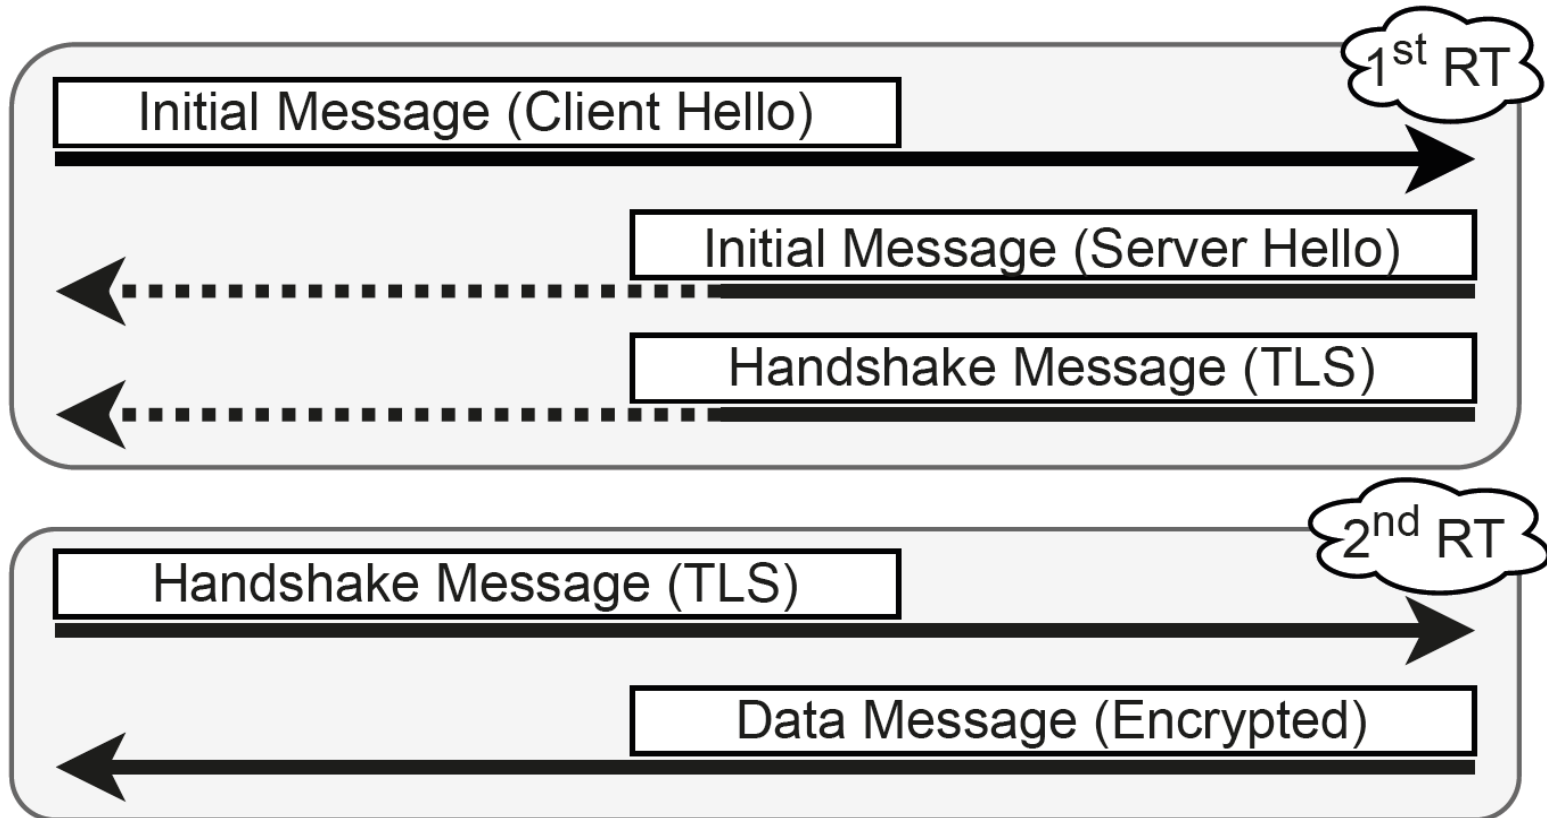 1st RT
Initial Message (Client Hello)
Initial Message (Server Hello)
Handshake Message (TLS)
2nd RT
Handshake Message (TLS)
Data Message (Encrypted)